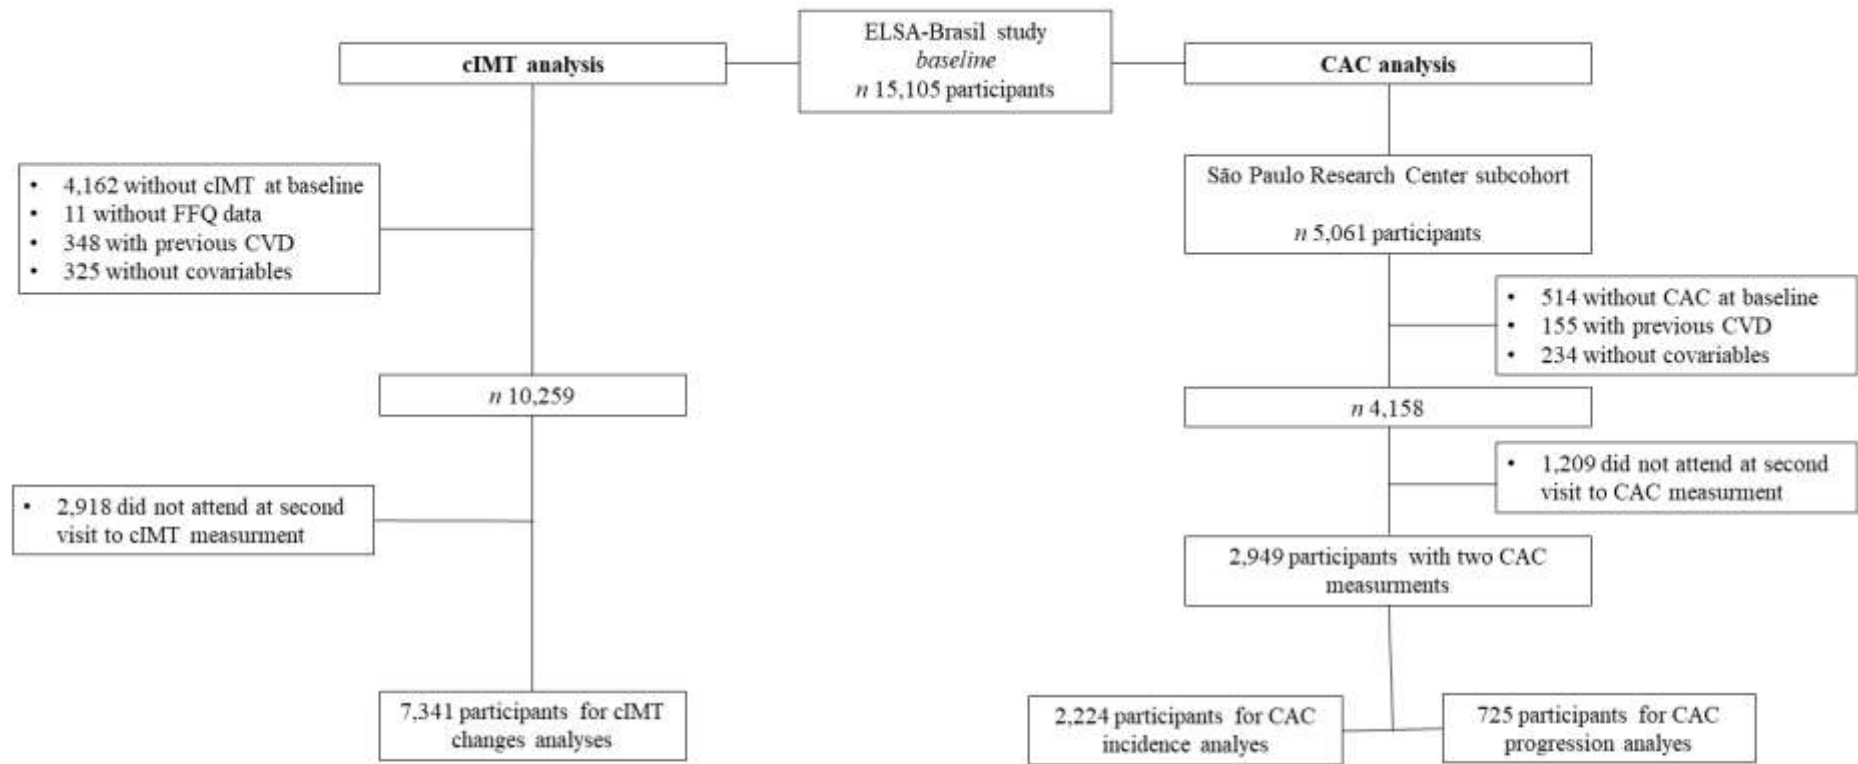 ELSA-Brasil study
baseline
n 15,105 participants
cIMT analysis
CAC analysis
• 4,162 without cIMT at baseline
• 11 without FFQ data
• 348 with previous CVD
• 325 without covariables
São Paulo Research Center subcohort
n 5,061 participants
• 514 without CAC at baseline
• 155 with previous CVD
• 234 without covariables
n 10,259
n 4,158
• 2,918 did not attend at second
visit to cIMT measurment
• 1,209 did not attend at second
visit to CAC measurment
2,949 participants with two CAC
measurments
7,341 participants for cIMT
changes analyses
2,224 participants for CAC
incidence analyes
725 participants for CAC
progression analyes